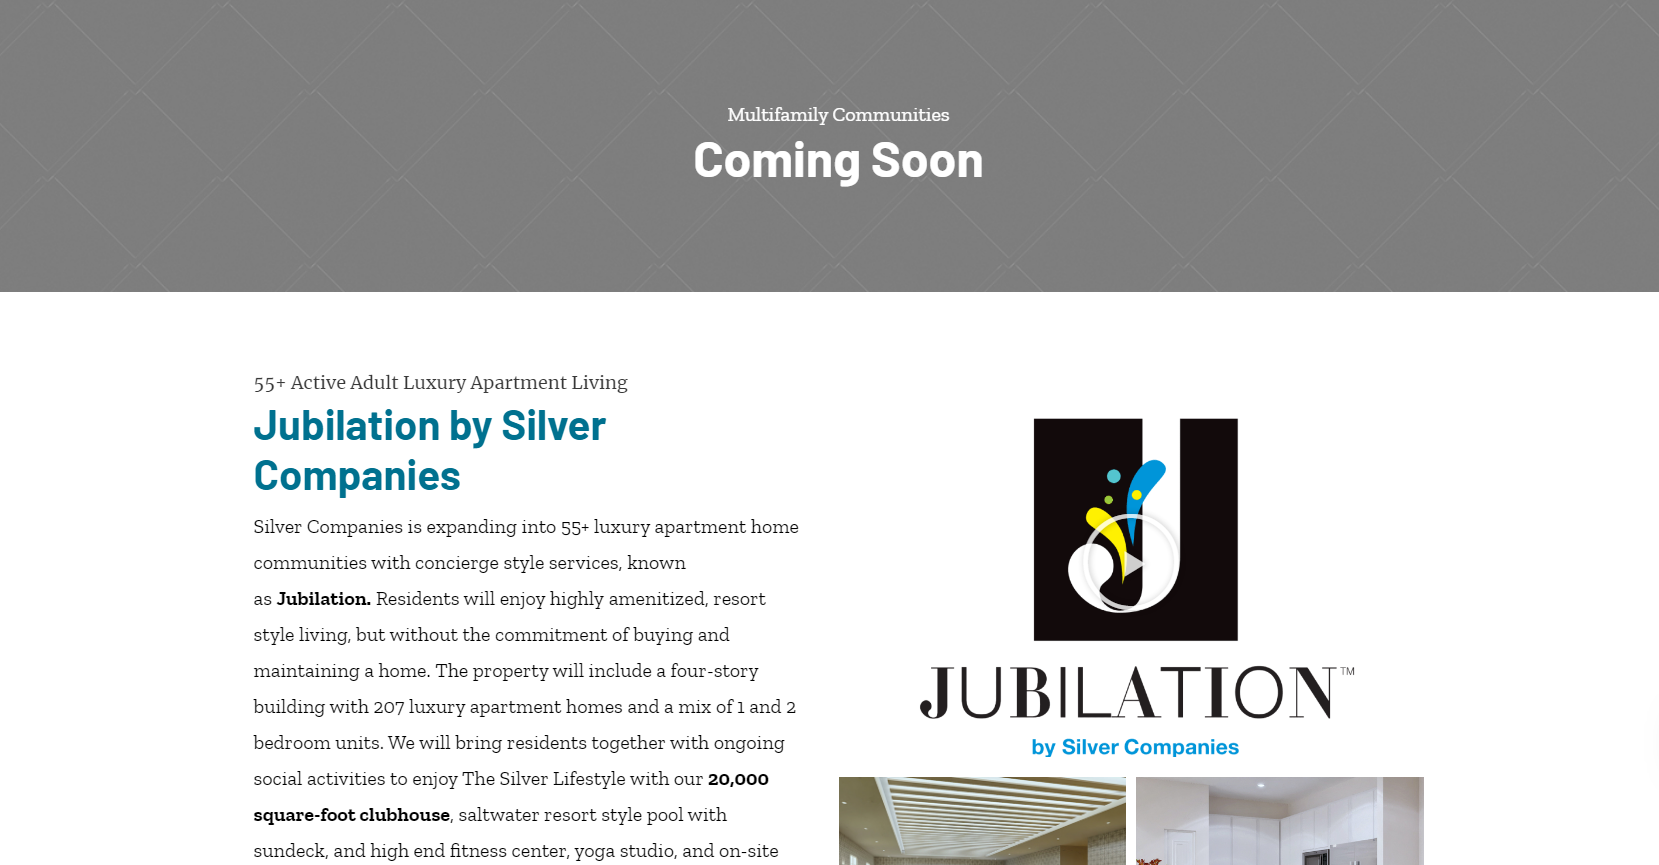 Multifamily Communities
Coming Soon
55+ Active Adult Luxury Apartment Living
Jubilation by Silver
Companies
Silver Companies is expanding into 55+ luxury apartment home
communities with concierge style services, known
as Jubilation. Residents will enjoy highly amenitized, resort
style living, but without the commitment of buying and
maintaining a home. The property will include a four-story
building with 207 luxury apartment homes and a mix of 1 and 2
bedroom units. We will bring residents together with ongoing
social activities to enjoy The Silver Lifestyle with our 20,000
square-foot clubhouse, saltwater resort style pool with
sundeck, and high end fitness center, yoga studio, and on-site
J
JUBILATION™
by Silver Companies